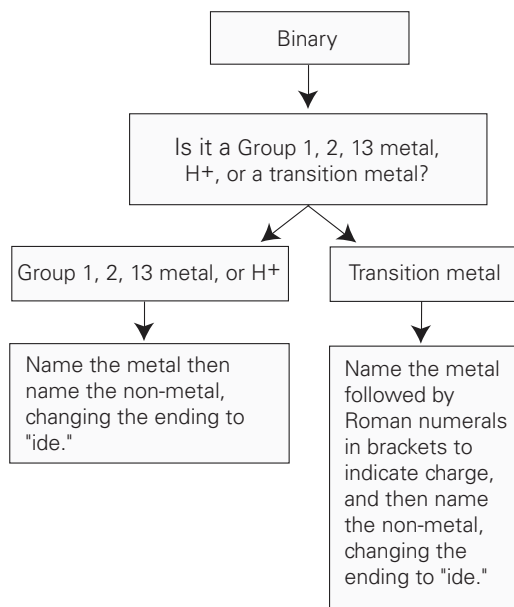 Binary
Is it a Group 1, 2, 13 metal,
H+, or a transition metal?
Group 1, 2, 13 metal, or H+
Transition metal
Name the metal then
name the non-metal,
changing the ending to
"ide."
Name the metal
followed by
Roman numerals
in brackets to
indicate charge,
and then name
the non-metal,
changing the
ending to "ide."